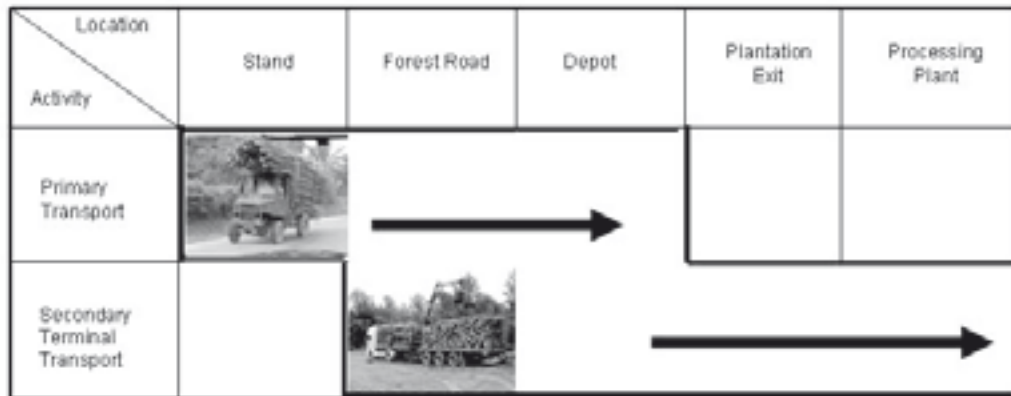 Location
Activity
Stand
Forest Road
Depot
Plantation
Exit
Processing
Plant
Primary
Transport
Secondary
Terminal
Transport